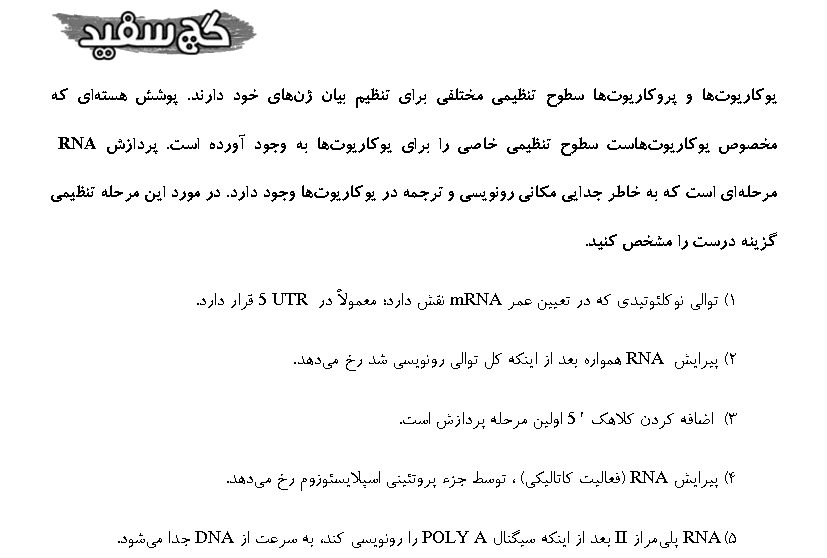 گچ سفید
یوکاریوت‌ها و پروکاریوت‌ها سطوح تنظیمی مختلفی برای تنظیم بیان ژن‌های خود دارند. پوشش هسته‌ای که
مخصوص یوکاریوت‌هاست سطوح تنظیمی خاصی را برای یوکاریوت‌ها به وجود آورده است. پردازش RNA
مرحله‌ای است که به خاطر جدایی مکانی رونویسی و ترجمه در یوکاریوت‌ها وجود دارد. در مورد این مرحله تنظیمی
گزینه درست را مشخص کنید.
۱) توالی نوکلئوتیدی که در تعیین عمر mRNA نقش دارد؛ معمولاً در 5 UTR قرار دارد.
۲) پیرایش RNA همواره بعد از اینکه کل توالی رونویسی شد رخ می‌دهد.
۳) اضافه کردن کلاهک 5 ' اولین مرحله پردازش است.
۴) پیرایش RNA (فعالیت کاتالیکی) ، توسط جزء پروتئینی اسپلایسئوزوم رخ می‌دهد.
۵) RNA پلی‌مراز II بعد از اینکه سیگنال POLY A را رونویسی کند، به سرعت از DNA جدا می‌شود.